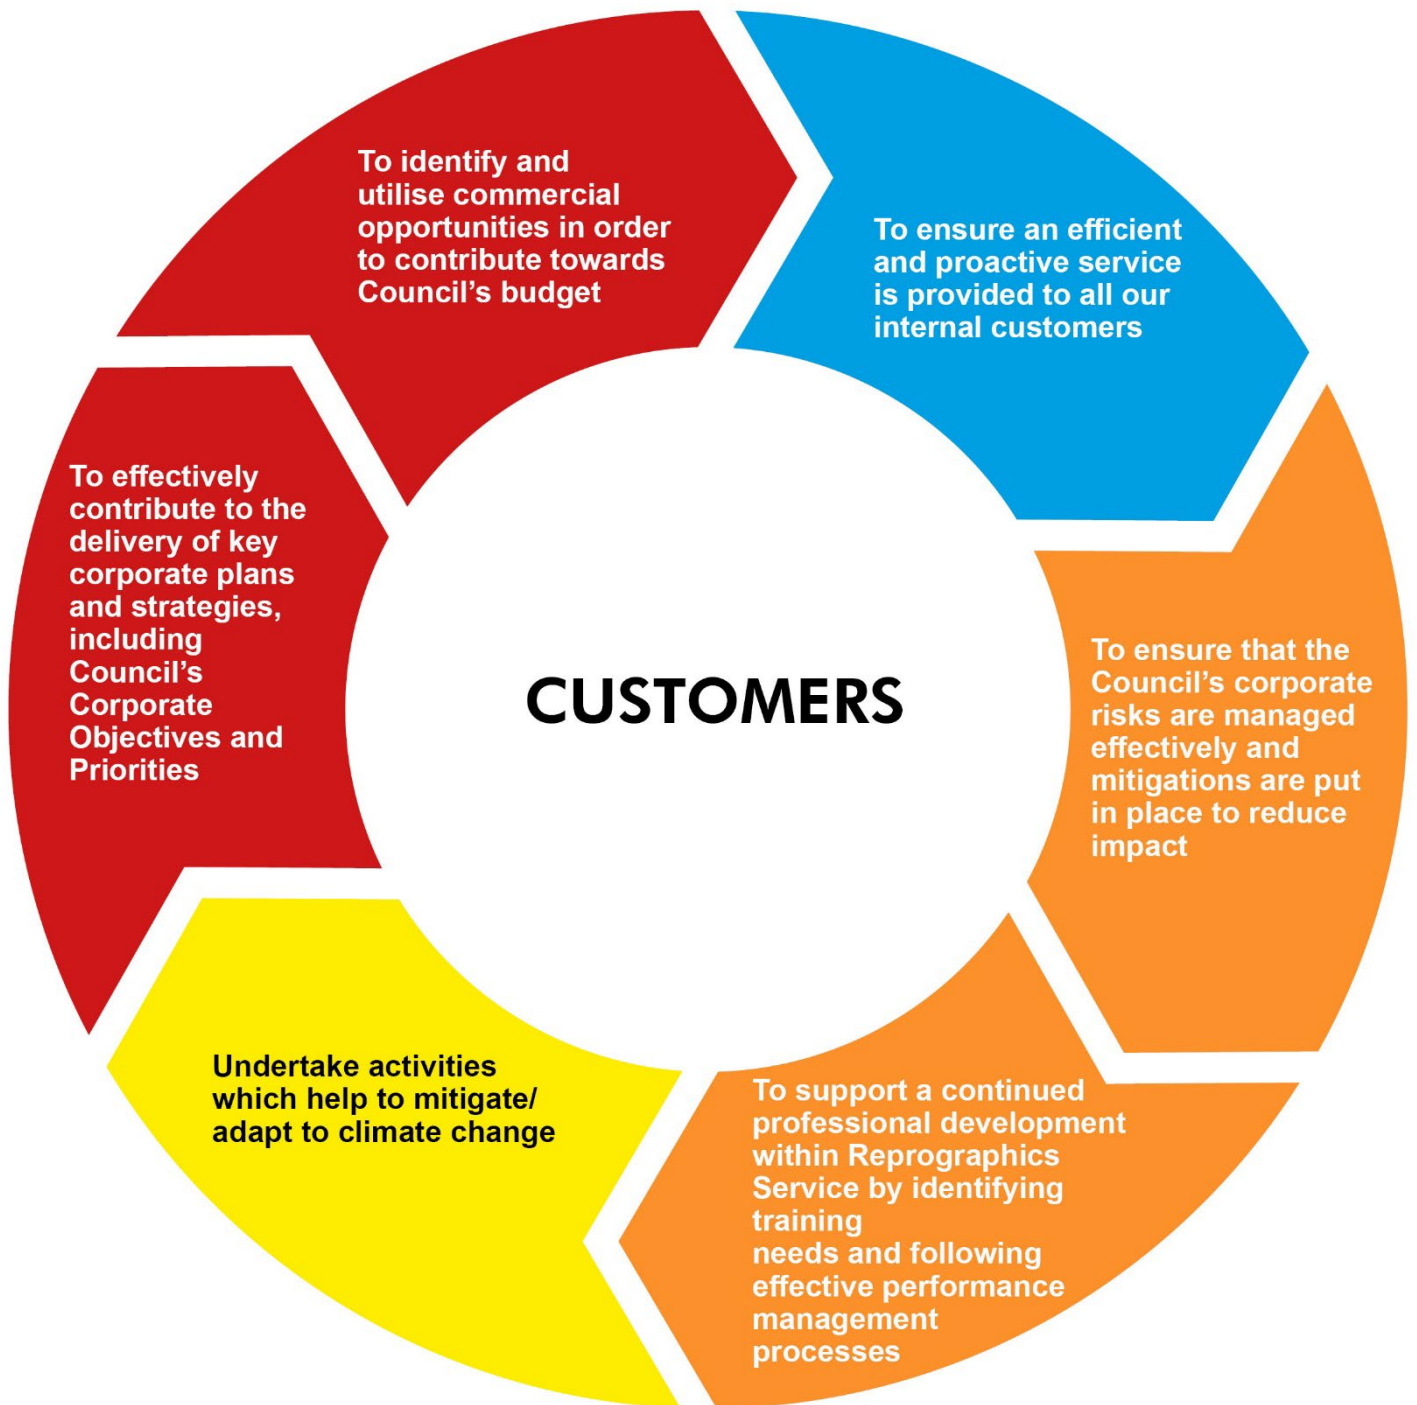 To identify and
utilise commercial
opportunities in order
to contribute towards
Council’s budget
To ensure an efficient
and proactive service
is provided to all our
internal customers
To effectively
contribute to the
delivery of key
corporate plans
and strategies,
including
Council’s
Corporate
Objectives and
Priorities
CUSTOMERS
To ensure that the
Council’s corporate
risks are managed
effectively and
mitigations are put
in place to reduce
impact
Undertake activities
which help to mitigate/
adapt to climate change
To support a continued
professional development
within Reprographics
Service by identifying
training
needs and following
effective performance
management
processes